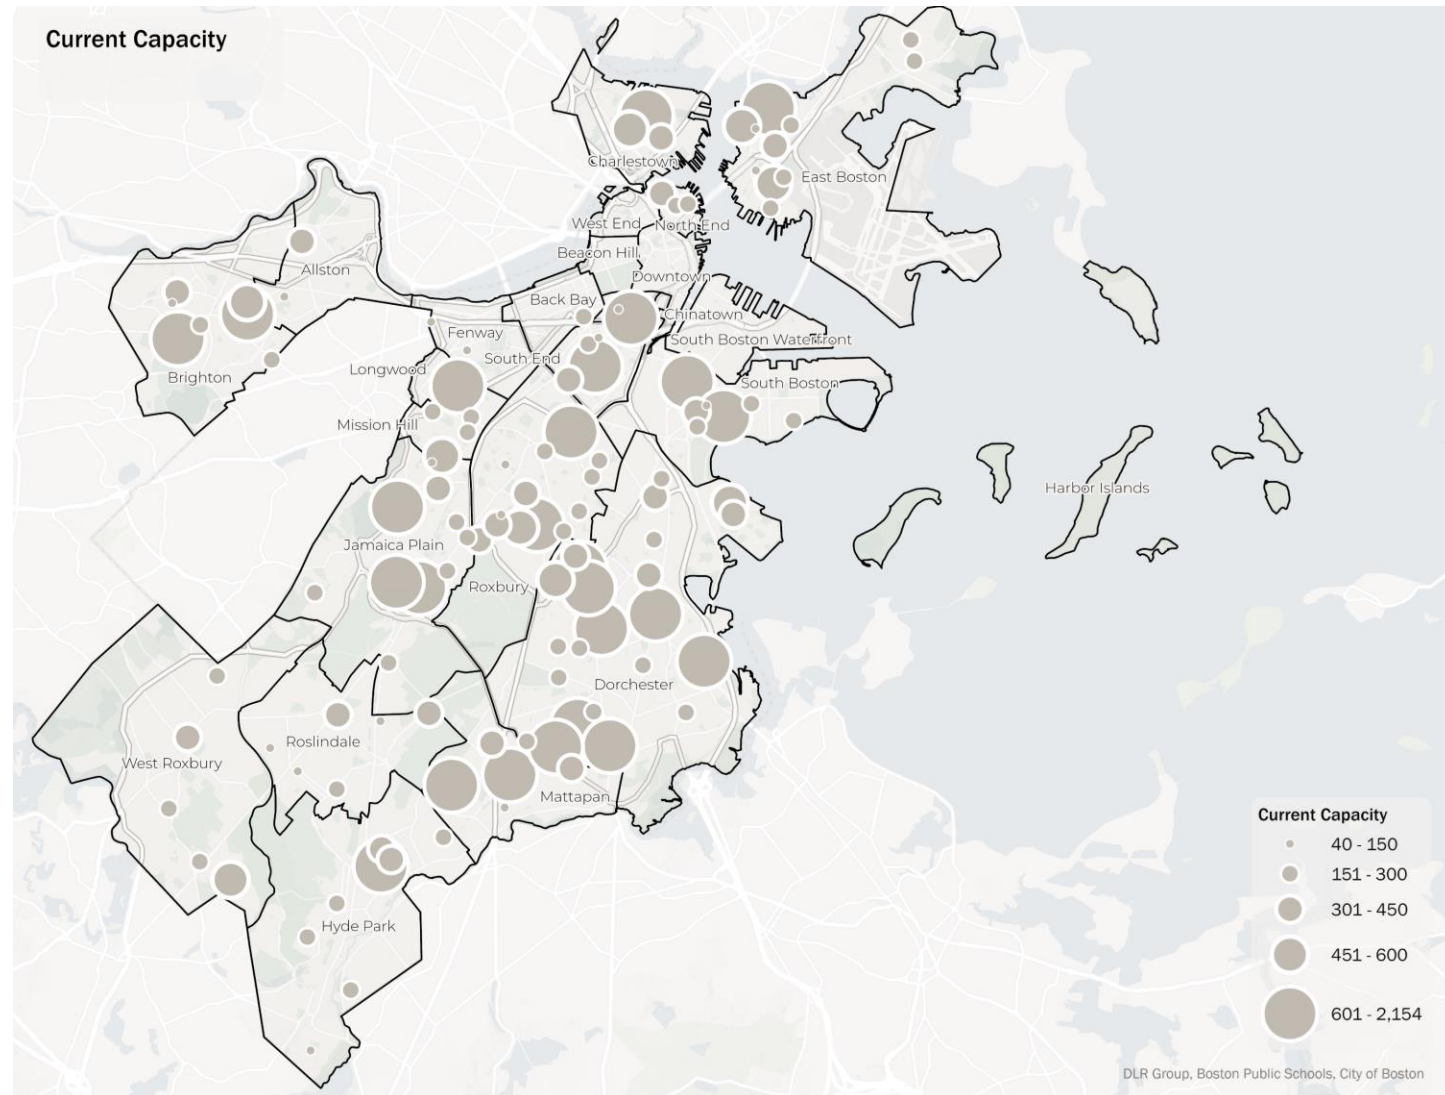 Current Capacity
Charlestown
East Boston
West End
North End
Beacon Hill
Allston
Downtown
Back Bay
Chinatown
Fenway
South Boston Waterfront
South End
Longwood
Brighton
South Boston
Mission Hill
Harbor Islands
Jamaica Plain
Roxbury
Dorchester
Roslindale
West Roxbury
Mattapan
Hyde Park
Current Capacity
40 - 150
151 - 300
301 - 450
451 - 600
601 - 2,154
DLR Group, Boston Public Schools, City of Boston